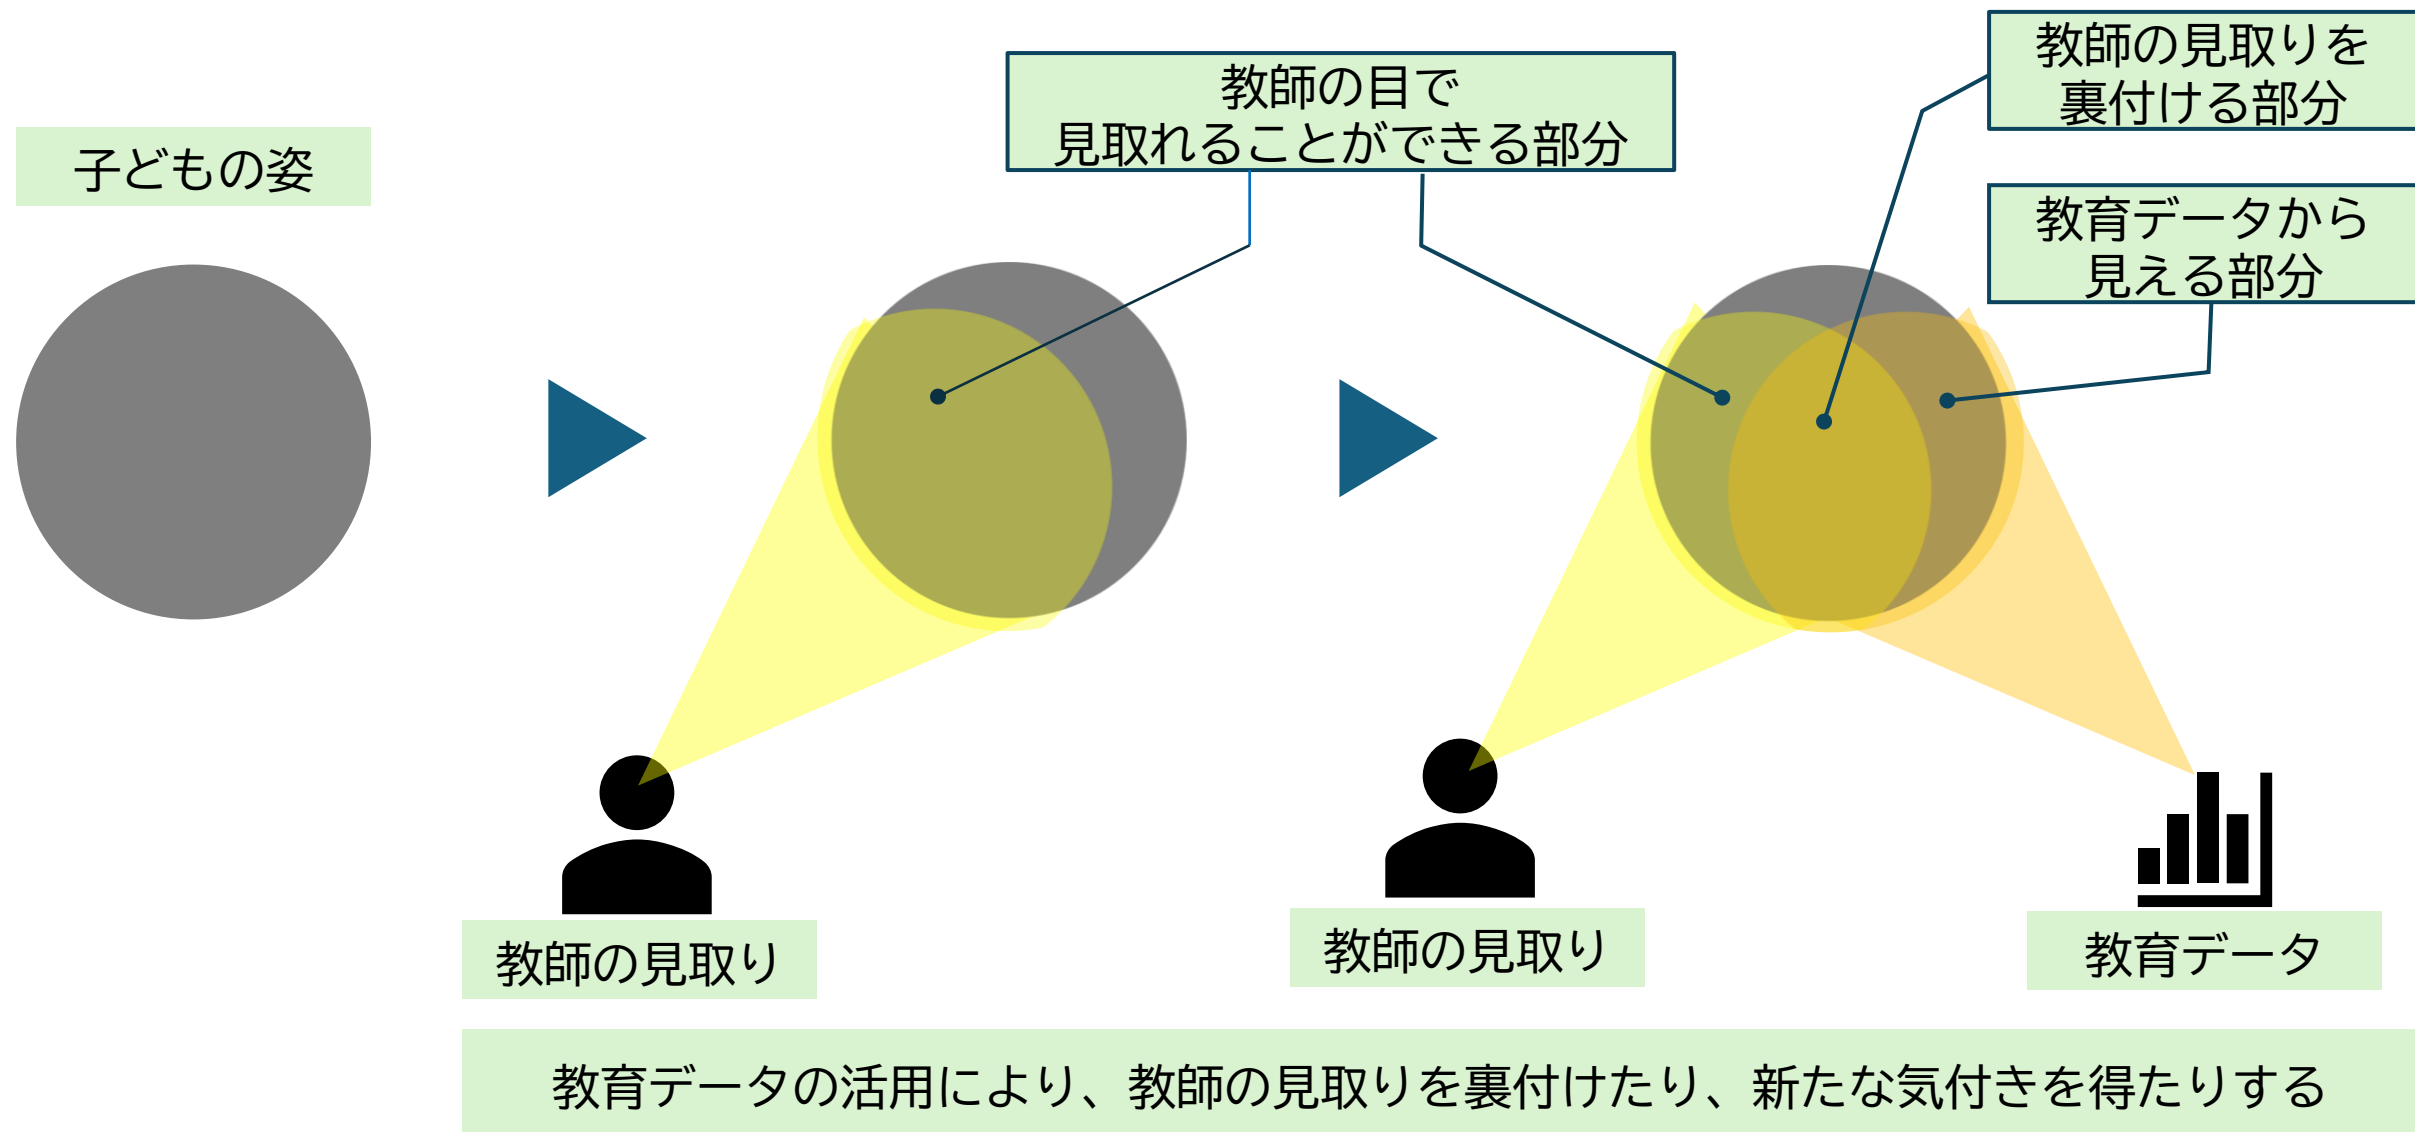 子どもの姿
教師の目で
見取れることができる部分
教師の見取りを
裏付ける部分
教育データから
見える部分
教師の見取り
教師の見取り
教育データ
教育データの活用により、教師の見取りを裏付けたり、新たな気付きを得たりする